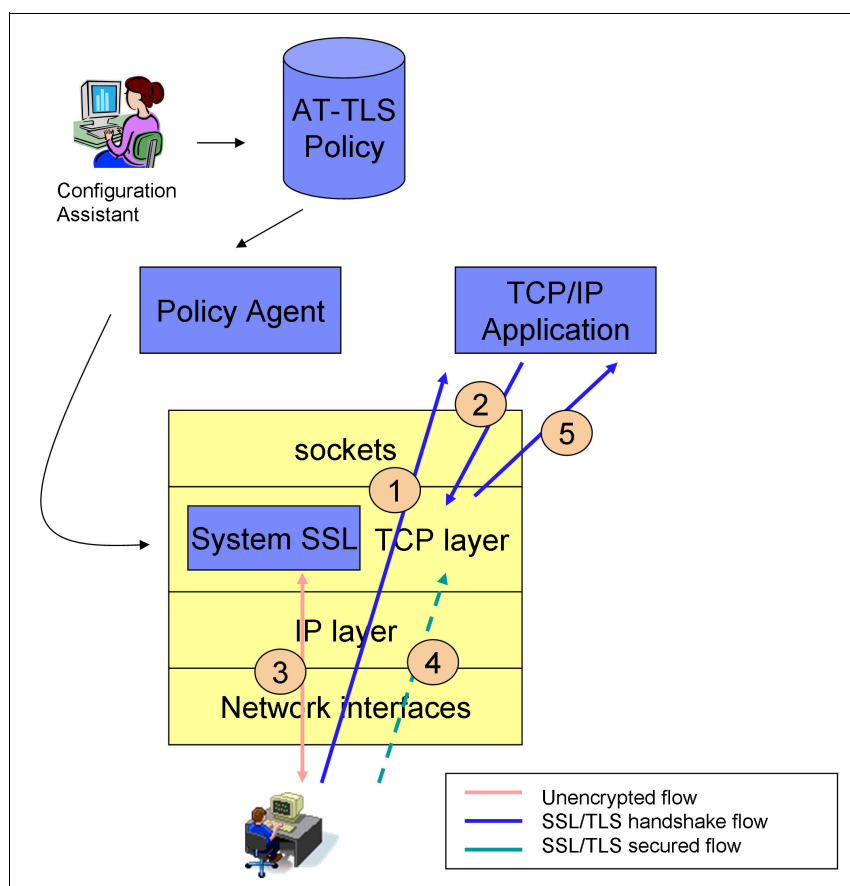 AT-TLS
Policy
Configuration
Assistant
Policy Agent
TCP/IP
Application
2
5
sockets
1
System SSL
TCP layer
IP layer
3
4
Network interfaces
Unencrypted flow
SSL/TLS handshake flow
SSL/TLS secured flow